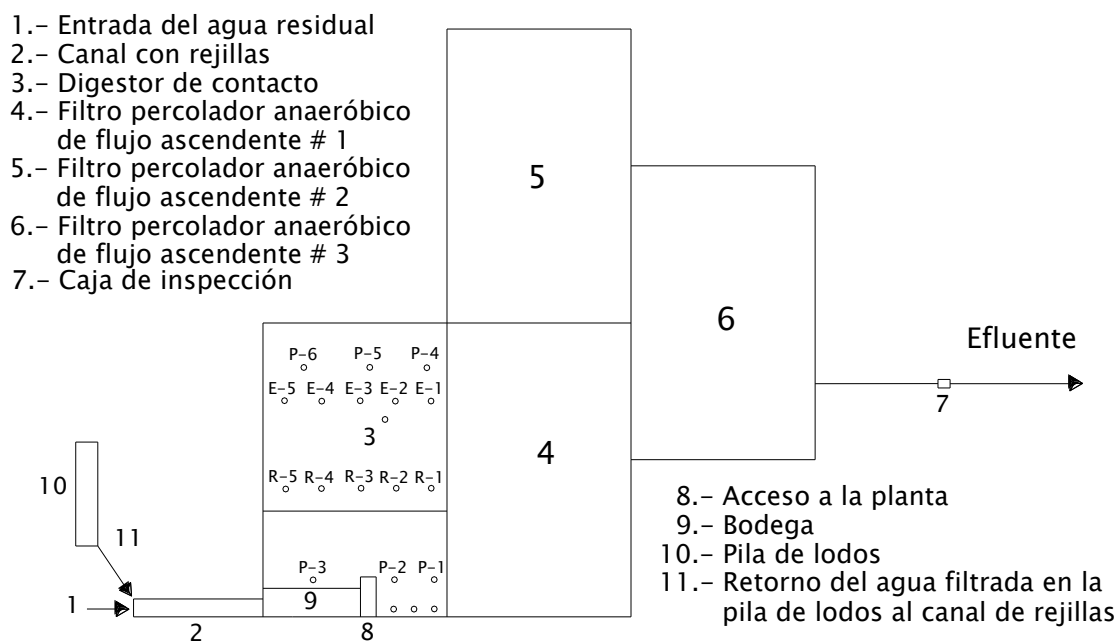 1.- Entrada del agua residual
2.- Canal con rejillas
3.- Digestor de contacto
4.- Filtro percolador anaeróbico
de flujo ascendente # 1
5.- Filtro percolador anaeróbico
de flujo ascendente # 2
6.- Filtro percolador anaeróbico
de flujo ascendente # 3
7.- Caja de inspección
5
6
Efluente
7
P-6 P-5 P-4
E-5 E-4 E-3 E-2 E-1
3
4
R-5 R-4 R-3 R-2 R-1
10
11
P-3 P-2 P-1
9
1
2
8
8.- Acceso a la planta
9.- Bodega
10.- Pila de lodos
11.- Retorno del agua filtrada en la
pila de lodos al canal de rejillas